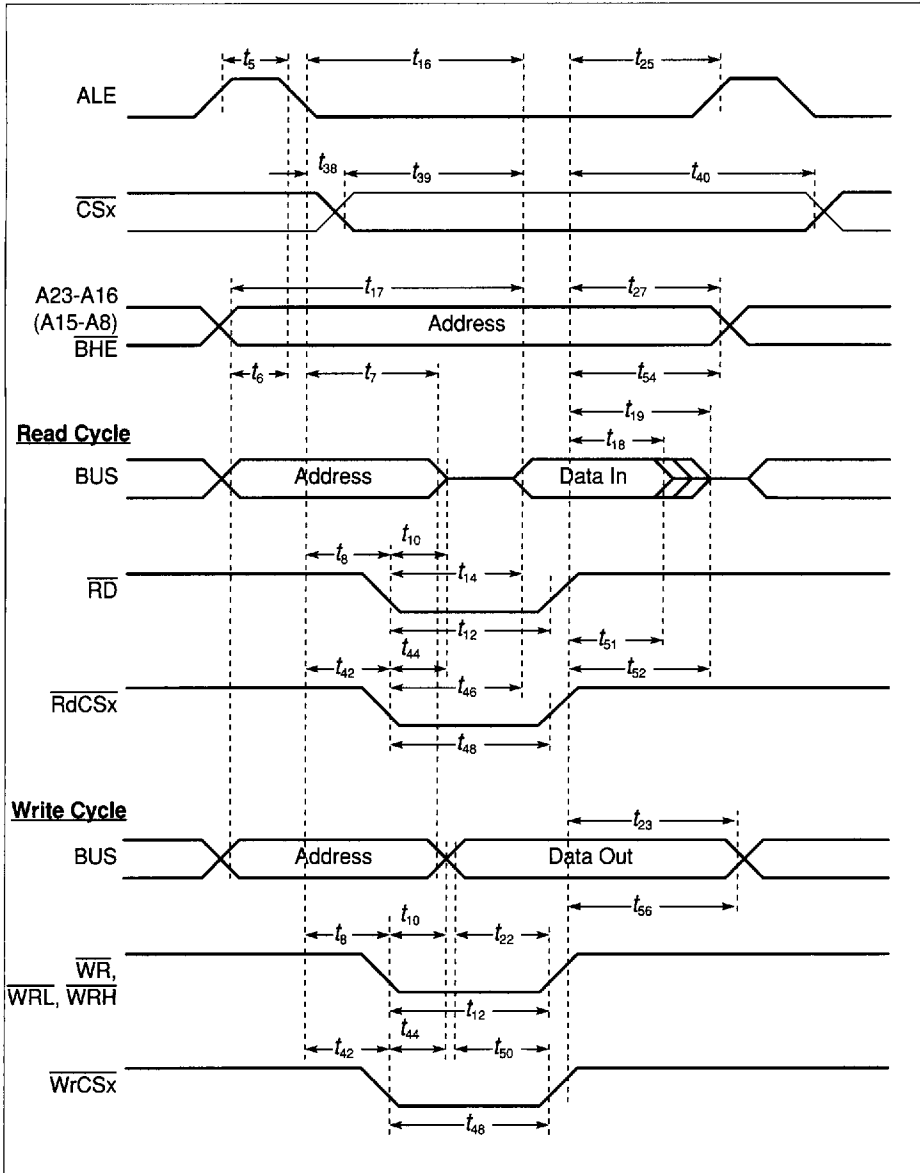 t5 t16 t25
ALE
t38 t39 t40
CSx
t17 t27
A23-A16
(A15-A8)
BHE
Address
t6 t7 t54
t19
Read Cycle
t18
BUS Address Data In
t8 t10
t14
RD
t12 t51
t42 t44 t52
t46
RdCSx
t48
Write Cycle
t23
BUS Address Data Out
t56
t8 t10 t22
WR,
WRL, WRH
t12
t42 t44 t50
WrCSx
t48